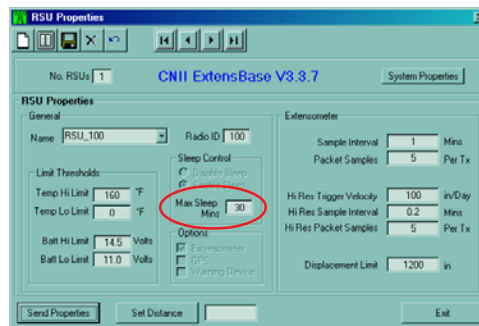 RSU Properties
No. RSUs 1 CNII ExtensBase V3.3.7 System Properties
RSU Properties
General
Name RSU_100 Radio ID 100
Limit Thresholds
Temp Hi Limit 160 °F
Temp Lo Limit 0 °F
Batt Hi Limit 14.5 Volts
Batt Lo Limit 11.0 Volts
Sleep Control
Disable Sleep
Enable Sleep
Max Sleep Mins 30
Options
Extensometer
GPS
Warning Device
Extensometer
Sample Interval 1 Mins
Packet Samples 5 Per Tx
Hi Res Trigger Velocity 100 in/Day
Hi Res Sample Interval 0.2 Mins
Hi Res Packet Samples 5 Per Tx
Displacement Limit 1200 in
Send Properties Set Distance Exit